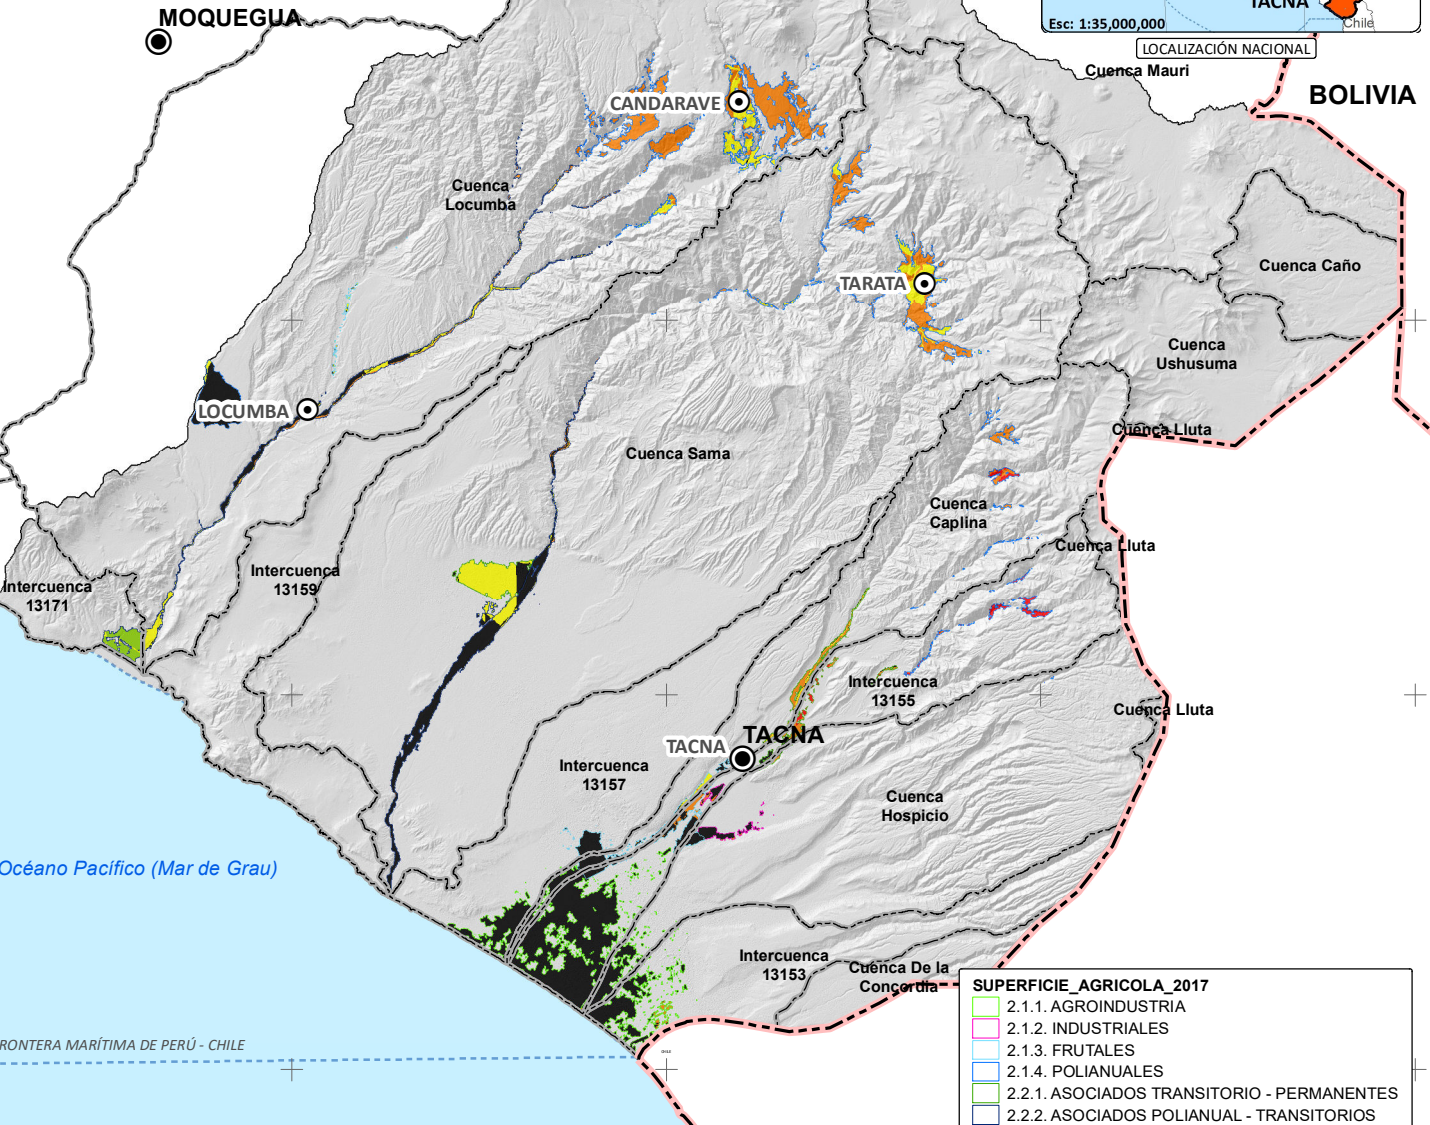 MOQUEGUA
TACNA
Chile
Esc: 1:35,000,000
LOCALIZACIÓN NACIONAL
Cuenca Mauri
BOLIVIA
CANDARAVE
Cuenca
Locumba
TARATA
Cuenca Caño
Cuenca
Ushusuma
LOCUMBA
Cuenca Lluta
Cuenca Sama
Cuenca
Caplina
Cuenca Lluta
Intercuenca
13171
Intercuenca
13159
Intercuenca
13155
Cuenca Lluta
TACNA
TACNA
Intercuenca
13157
Cuenca
Hospicio
Océano Pacífico (Mar de Grau)
Intercuenca
13153
Cuenca De la
Concordia
RONTERA MARÍTIMA DE PERÚ - CHILE
SUPERFICIE_AGRICOLA_2017
2.1.1. AGROINDUSTRIA
2.1.2. INDUSTRIALES
2.1.3. FRUTALES
2.1.4. POLIANUALES
2.2.1. ASOCIADOS TRANSITORIO - PERMANENTES
2.2.2. ASOCIADOS POLIANUAL - TRANSITORIOS